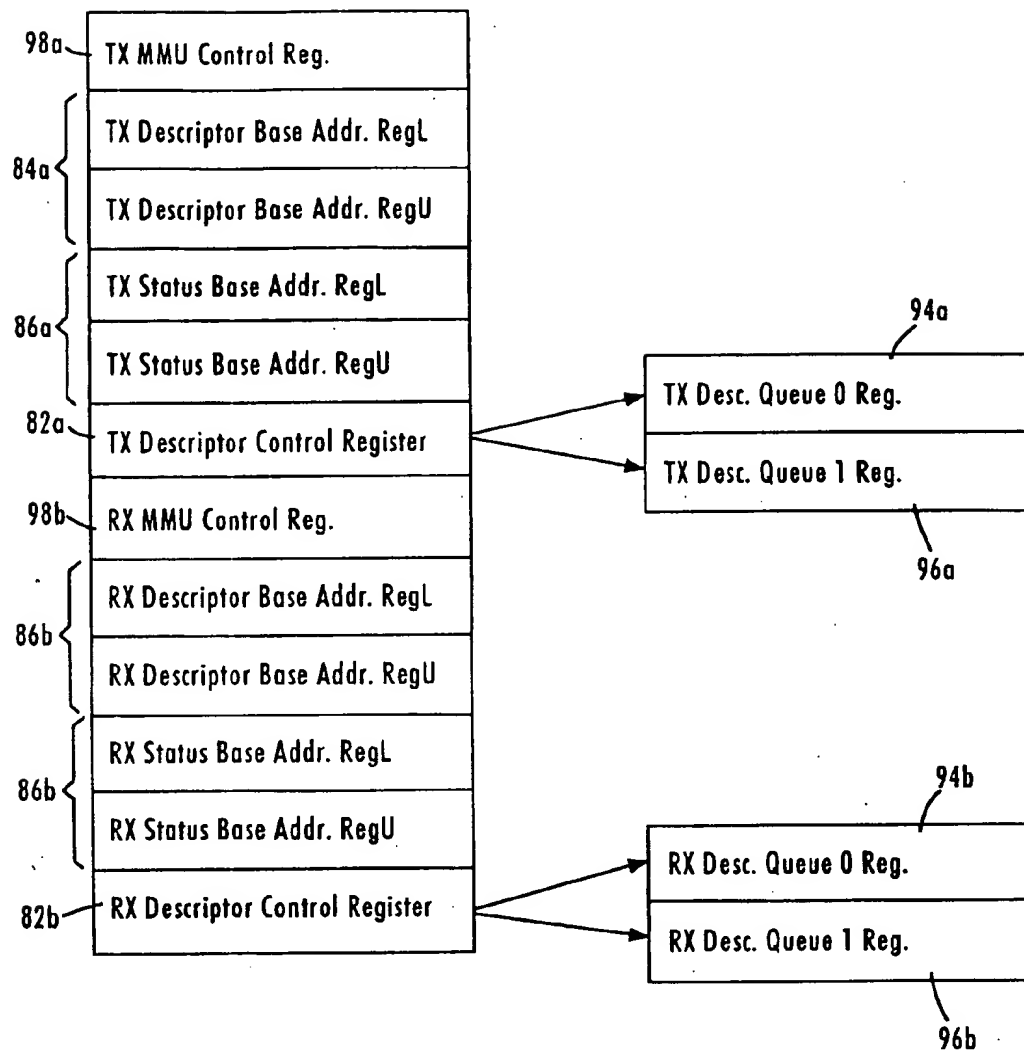 98a
TX MMU Control Reg.
84a
TX Descriptor Base Addr. RegL
TX Descriptor Base Addr. RegU
86a
TX Status Base Addr. RegL
TX Status Base Addr. RegU
82a
TX Descriptor Control Register
94a
TX Desc. Queue 0 Reg.
TX Desc. Queue 1 Reg.
96a
98b
RX MMU Control Reg.
86b
RX Descriptor Base Addr. RegL
RX Descriptor Base Addr. RegU
86b
RX Status Base Addr. RegL
RX Status Base Addr. RegU
82b
RX Descriptor Control Register
94b
RX Desc. Queue 0 Reg.
RX Desc. Queue 1 Reg.
96b